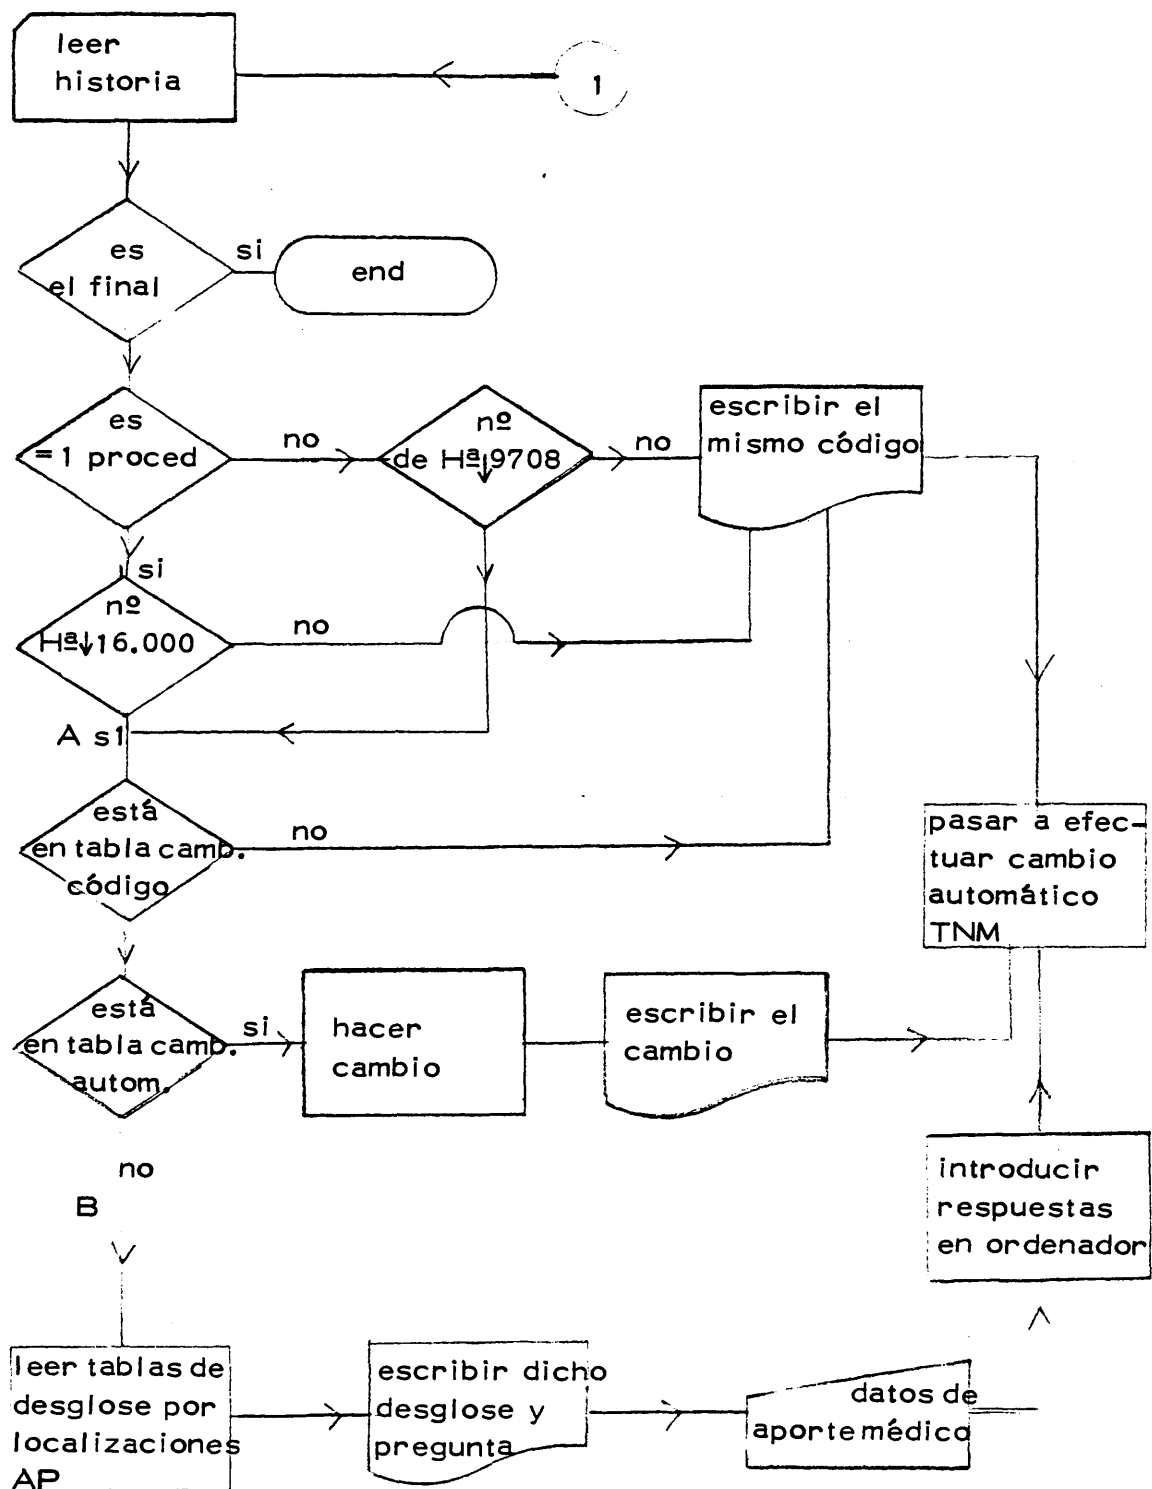 leer
historia
1
es
el final
si
end
es
=1 proced
no
nº
de Hª↓9708
no
escribir el
mismo código
si
nº
Hª↓16.000
no
A s1
está
en tabla camb.
código
no
pasar a efec-
tuar cambio
automático
TNM
está
en tabla camb.
autom.
si
hacer
cambio
escribir el
cambio
no
B
introducir
respuestas
en ordenador
leer tablas de
desglose por
localizaciones
AP
escribir dicho
desglose y
pregunta
datos de
aporte médico